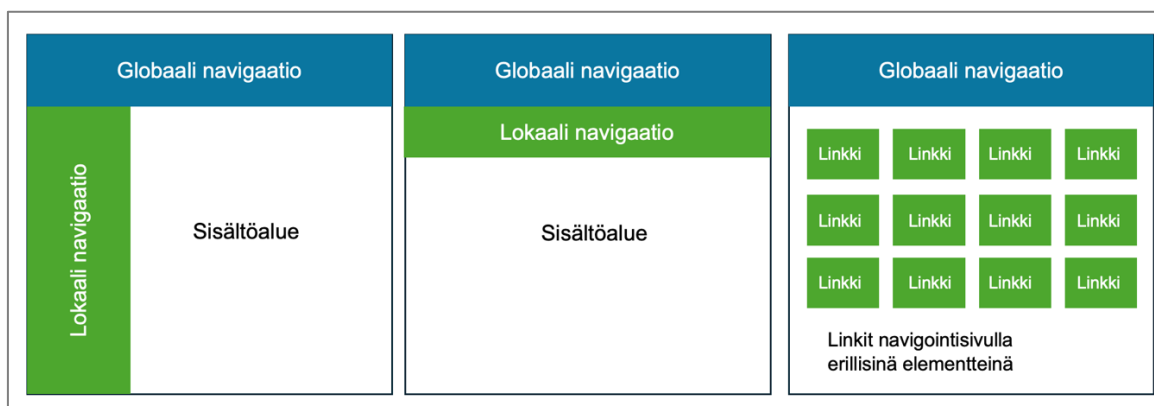 Globaali navigaatio
Lokaali navigaatio
Sisältöalue
Globaali navigaatio
Lokaali navigaatio
Sisältöalue
Globaali navigaatio
Linkki Linkki Linkki Linkki
Linkki Linkki Linkki Linkki
Linkki Linkki Linkki Linkki
Linkit navigointisivulla
erillisinä elementteinä